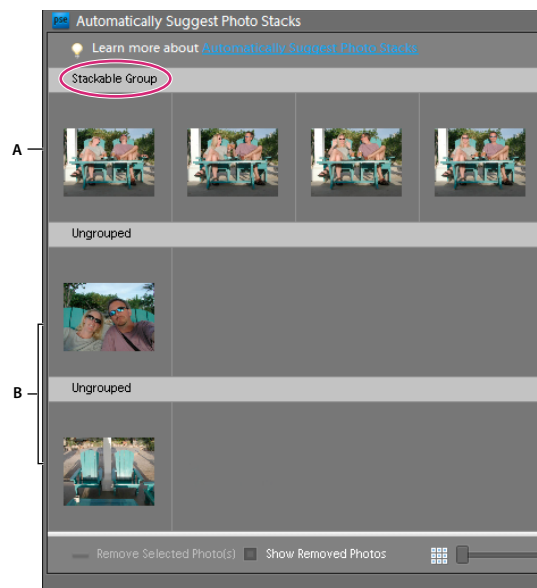 pse Automatically Suggest Photo Stacks
Learn more about Automatically Suggest Photo Stacks
Stackable Group
A
Ungrouped
B
Ungrouped
Remove Selected Photo(s) Show Removed Photos